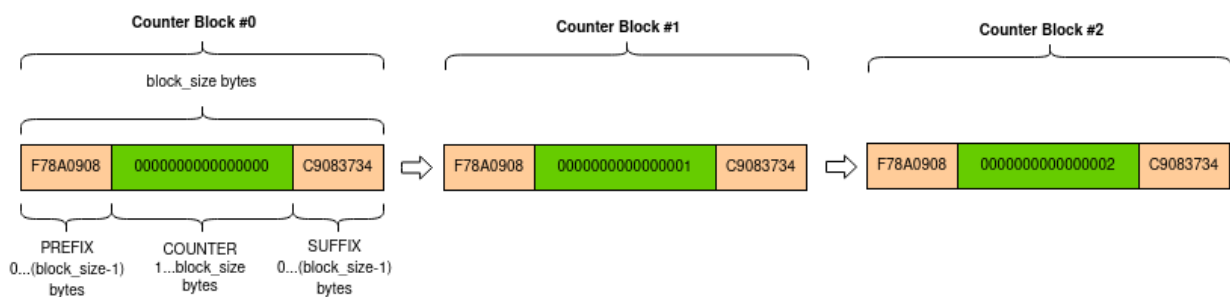 Counter Block #0
block_size bytes
F78A0908 0000000000000000 C9083734
PREFIX
0...(block_size-1)
bytes
COUNTER
1...block_size
bytes
SUFFIX
0...(block_size-1)
bytes
Counter Block #1
F78A0908 0000000000000001 C9083734
Counter Block #2
F78A0908 0000000000000002 C9083734